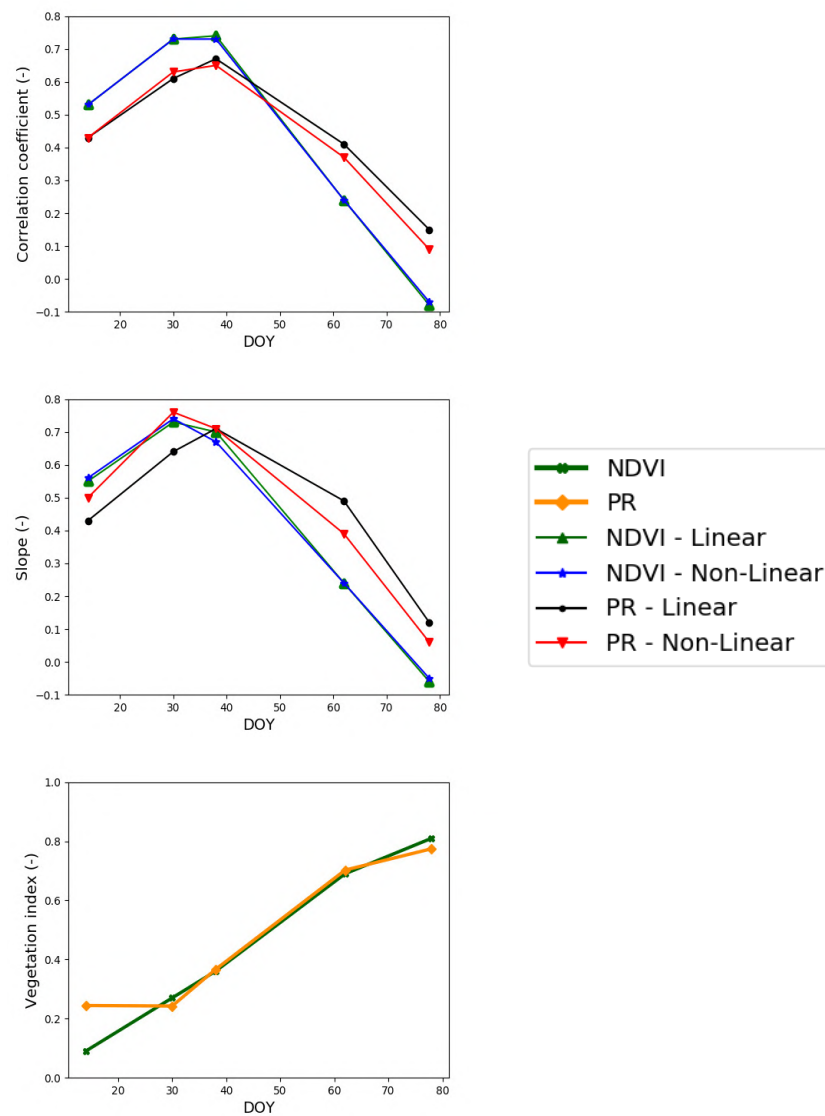 0.8
0.7
0.6
0.5
0.4
0.3
0.2
0.1
0.0
−0.1
Correlation coefficient (-)
20 30 40 50 60 70 80
DOY
0.8
0.7
0.6
0.5
0.4
0.3
0.2
0.1
0.0
−0.1
Slope (-)
20 30 40 50 60 70 80
DOY
NDVI
PR
NDVI - Linear
NDVI - Non-Linear
PR - Linear
PR - Non-Linear
1.0
0.8
0.6
0.4
0.2
0.0
Vegetation index (-)
20 30 40 50 60 70 80
DOY